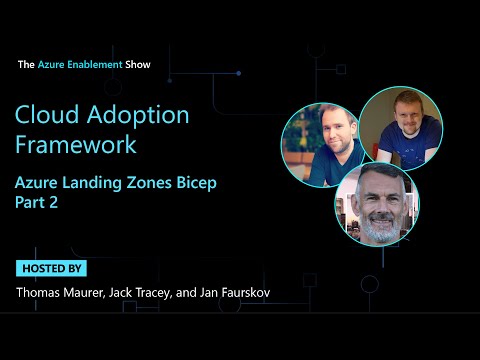 The Azure Enablement Show
Cloud Adoption
Framework
Azure Landing Zones Bicep
Part 2
HOSTED BY
Thomas Maurer, Jack Tracey, and Jan Faurskov